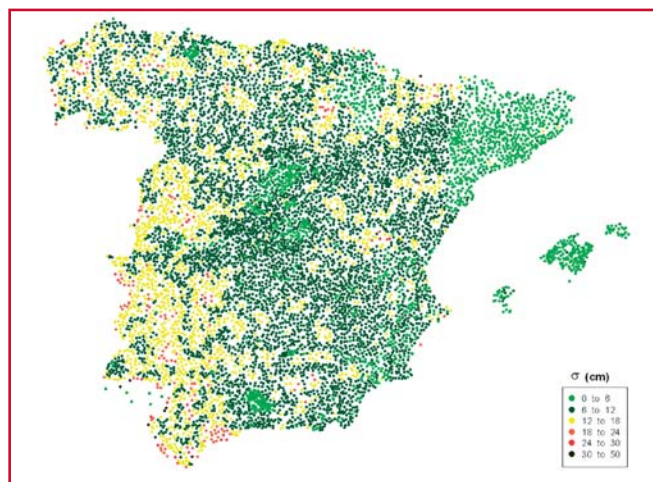 σ (cm)
0 to 6
6 to 12
12 to 18
18 to 24
24 to 30
30 to 50